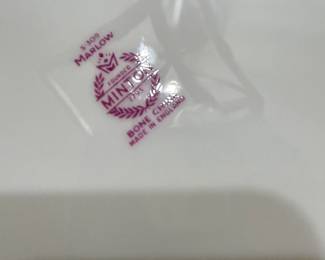 S-309
MARLOW
MINTON
BONE CHINA
MADE IN ENGLAND